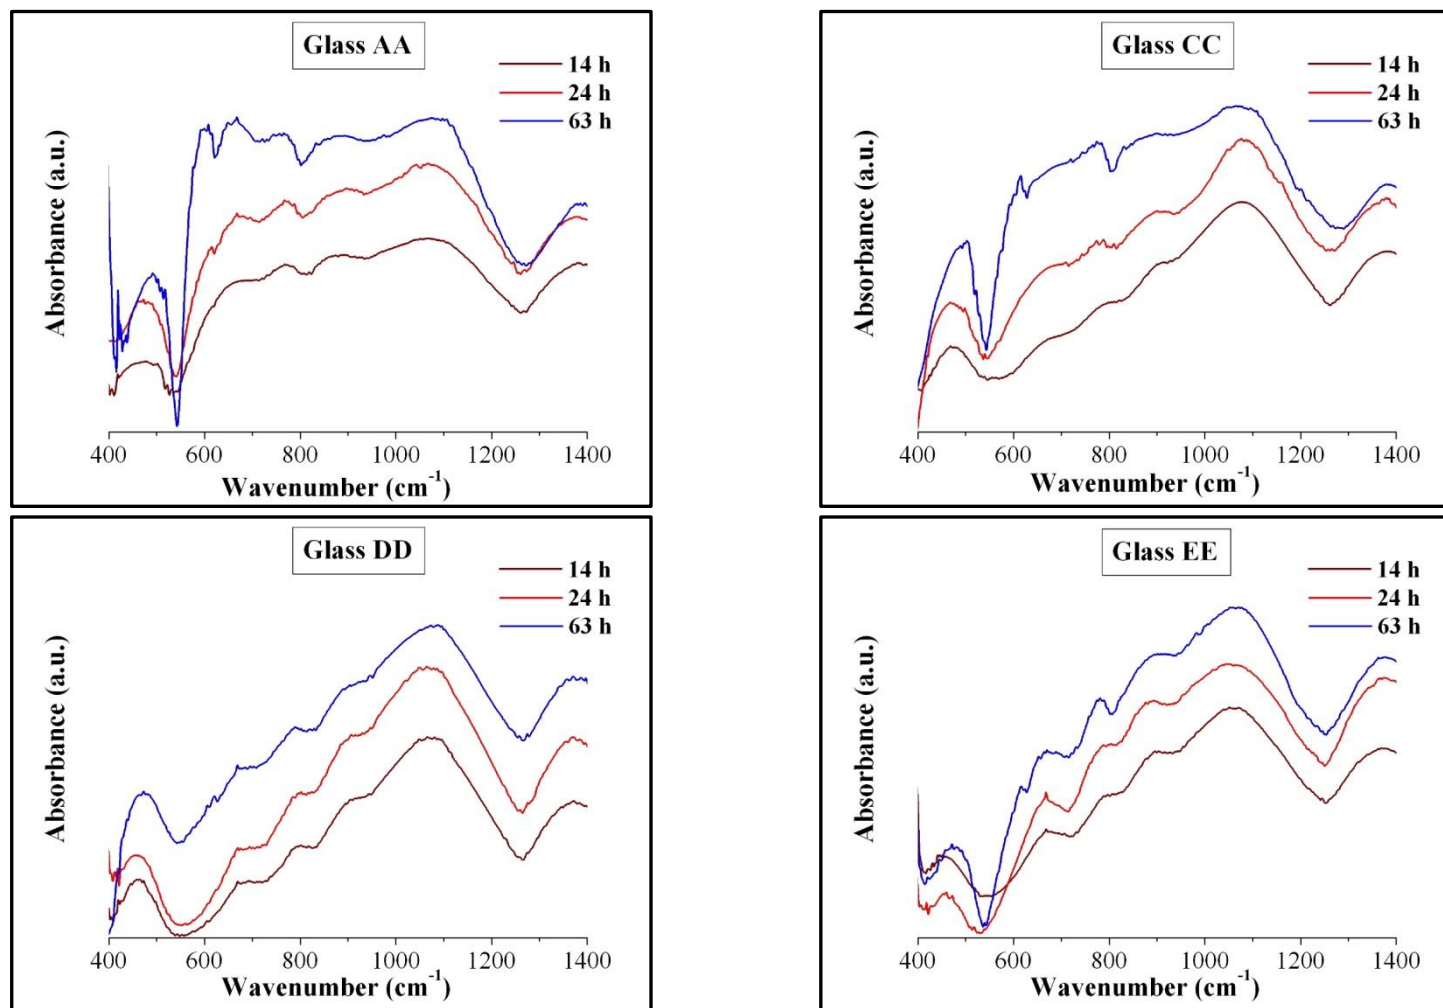 Glass AA
14 h
24 h
63 h
Absorbance (a.u.)
400 600 800 1000 1200 1400
Wavenumber (cm⁻¹)
Glass CC
14 h
24 h
63 h
Absorbance (a.u.)
400 600 800 1000 1200 1400
Wavenumber (cm⁻¹)
Glass DD
14 h
24 h
63 h
Absorbance (a.u.)
400 600 800 1000 1200 1400
Wavenumber (cm⁻¹)
Glass EE
14 h
24 h
63 h
Absorbance (a.u.)
400 600 800 1000 1200 1400
Wavenumber (cm⁻¹)